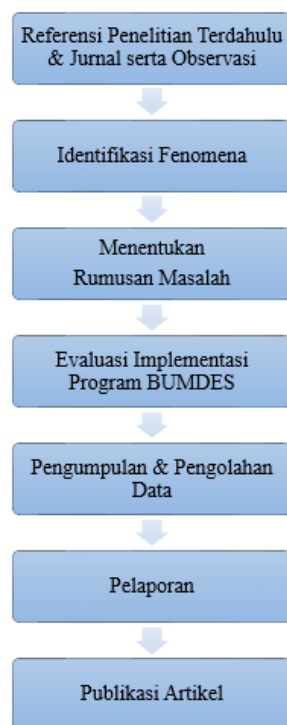 Referensi Penelitian Terdahulu
& Jurnal serta Observasi
Identifikasi Fenomena
Menentukan
Rumusan Masalah
Evaluasi Implementasi
Program BUMDES
Pengumpulan & Pengolahan
Data
Pelaporan
Publikasi Artikel